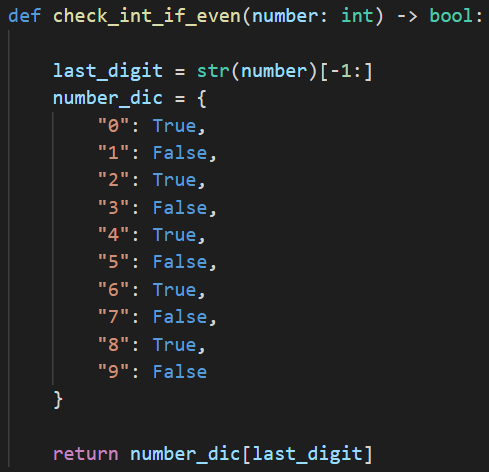 def check_int_if_even(number: int) -> bool:
last_digit = str(number)[-1:]
number_dic = {
"0": True,
"1": False,
"2": True,
"3": False,
"4": True,
"5": False,
"6": True,
"7": False,
"8": True,
"9": False
}
return number_dic[last_digit]